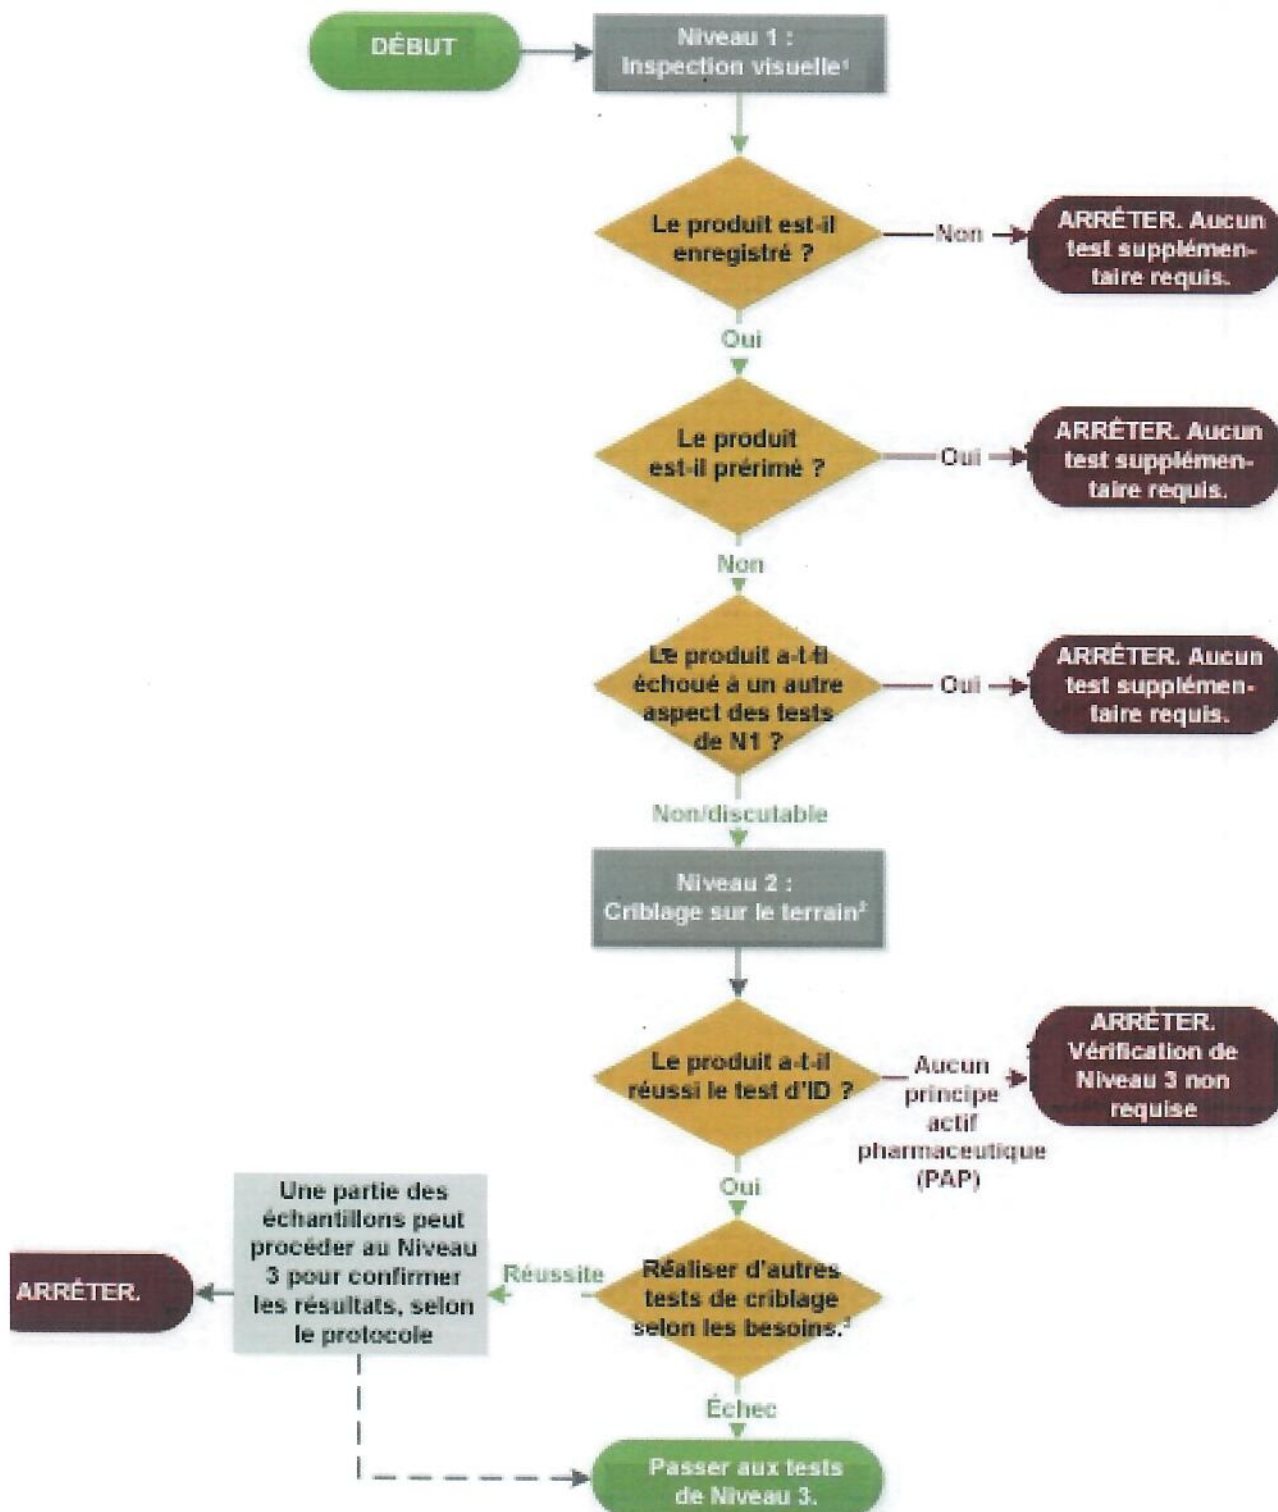 DÉBUT
Niveau 1 :
Inspection visuelle¹
Le produit est-il
enregistré ?
Non
ARRÊTER. Aucun
test supplémen-
taire requis.
Oui
Le produit
est-il prérimé ?
Oui
ARRÊTER. Aucun
test supplémen-
taire requis.
Non
Le produit a-t-il
échoué à un autre
aspect des tests
de N1 ?
Oui
ARRÊTER. Aucun
test supplémen-
taire requis.
Non/discutable
Niveau 2 :
Criblage sur le terrain²
Le produit a-t-il
réussi le test d'ID ?
Aucun
principe
actif
pharmaceutique
(PAP)
ARRÊTER.
Vérification de
Niveau 3 non
requise
Oui
Réaliser d'autres
tests de criblage
selon les besoins.
Réussite
Une partie des
échantillons peut
procéder au Niveau
3 pour confirmer
les résultats, selon
le protocole
ARRÊTER.
Échec
Passer aux tests
de Niveau 3.